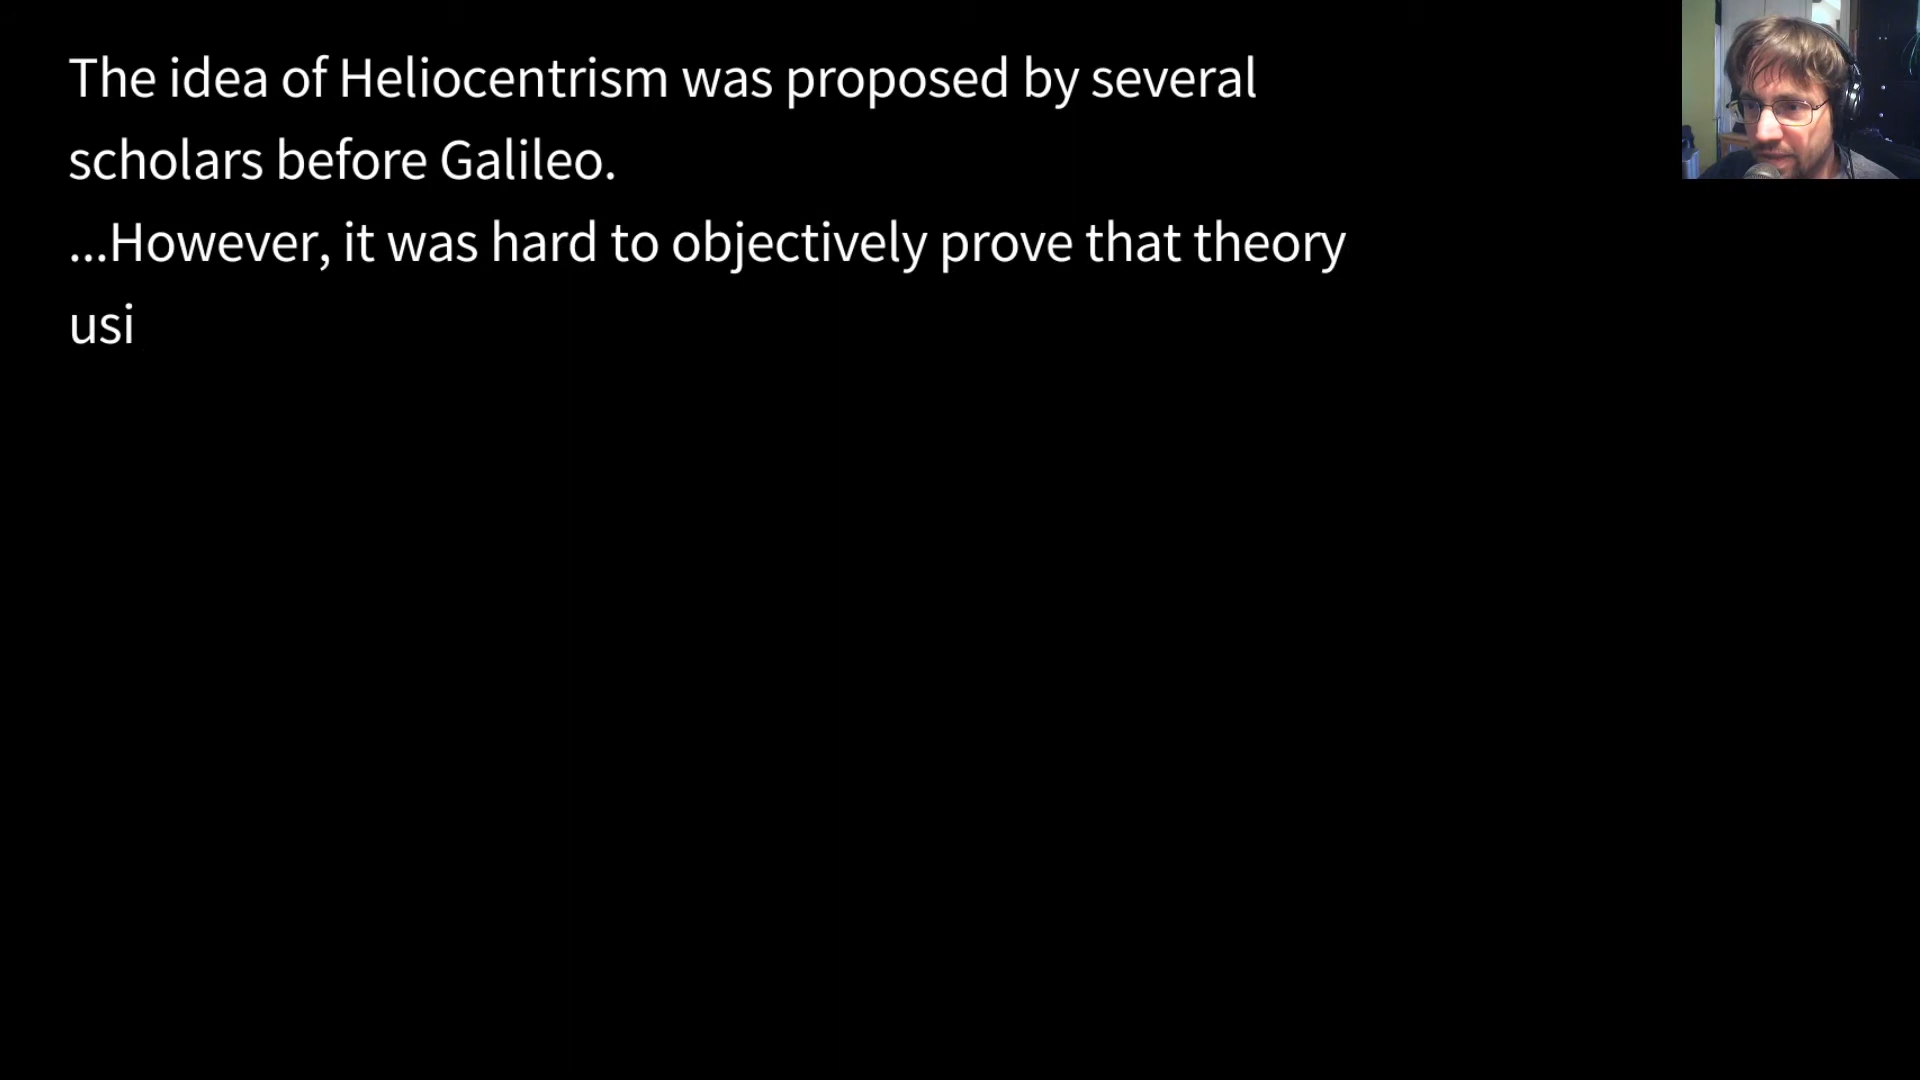 The idea of Heliocentrism was proposed by several
scholars before Galileo.
...However, it was hard to objectively prove that theory
usi